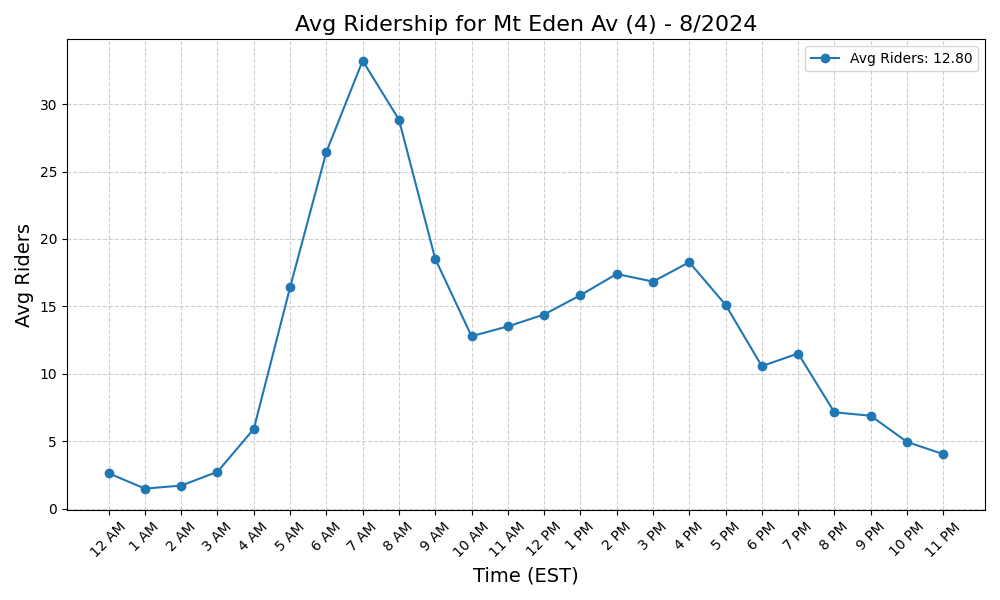 Avg Ridership for Mt Eden Av (4) - 8/2024
Avg Riders: 12.80
Avg Riders
30
25
20
15
10
5
0
12 AM
1 AM
2 AM
3 AM
4 AM
5 AM
6 AM
7 AM
8 AM
9 AM
10 AM
11 AM
12 PM
1 PM
2 PM
3 PM
4 PM
5 PM
6 PM
7 PM
8 PM
9 PM
10 PM
11 PM
Time (EST)